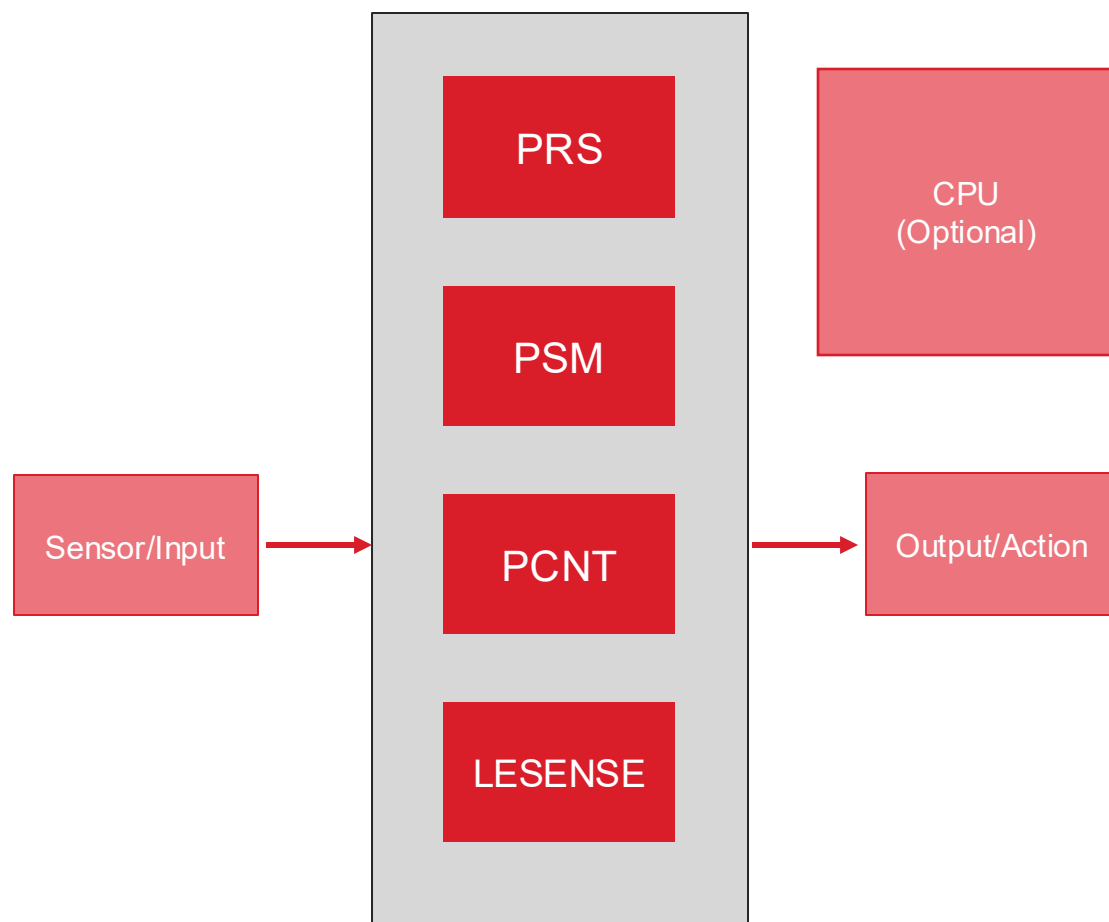 PRS
CPU
(Optional)
PSM
Sensor/Input
PCNT
Output/Action
LESENSE